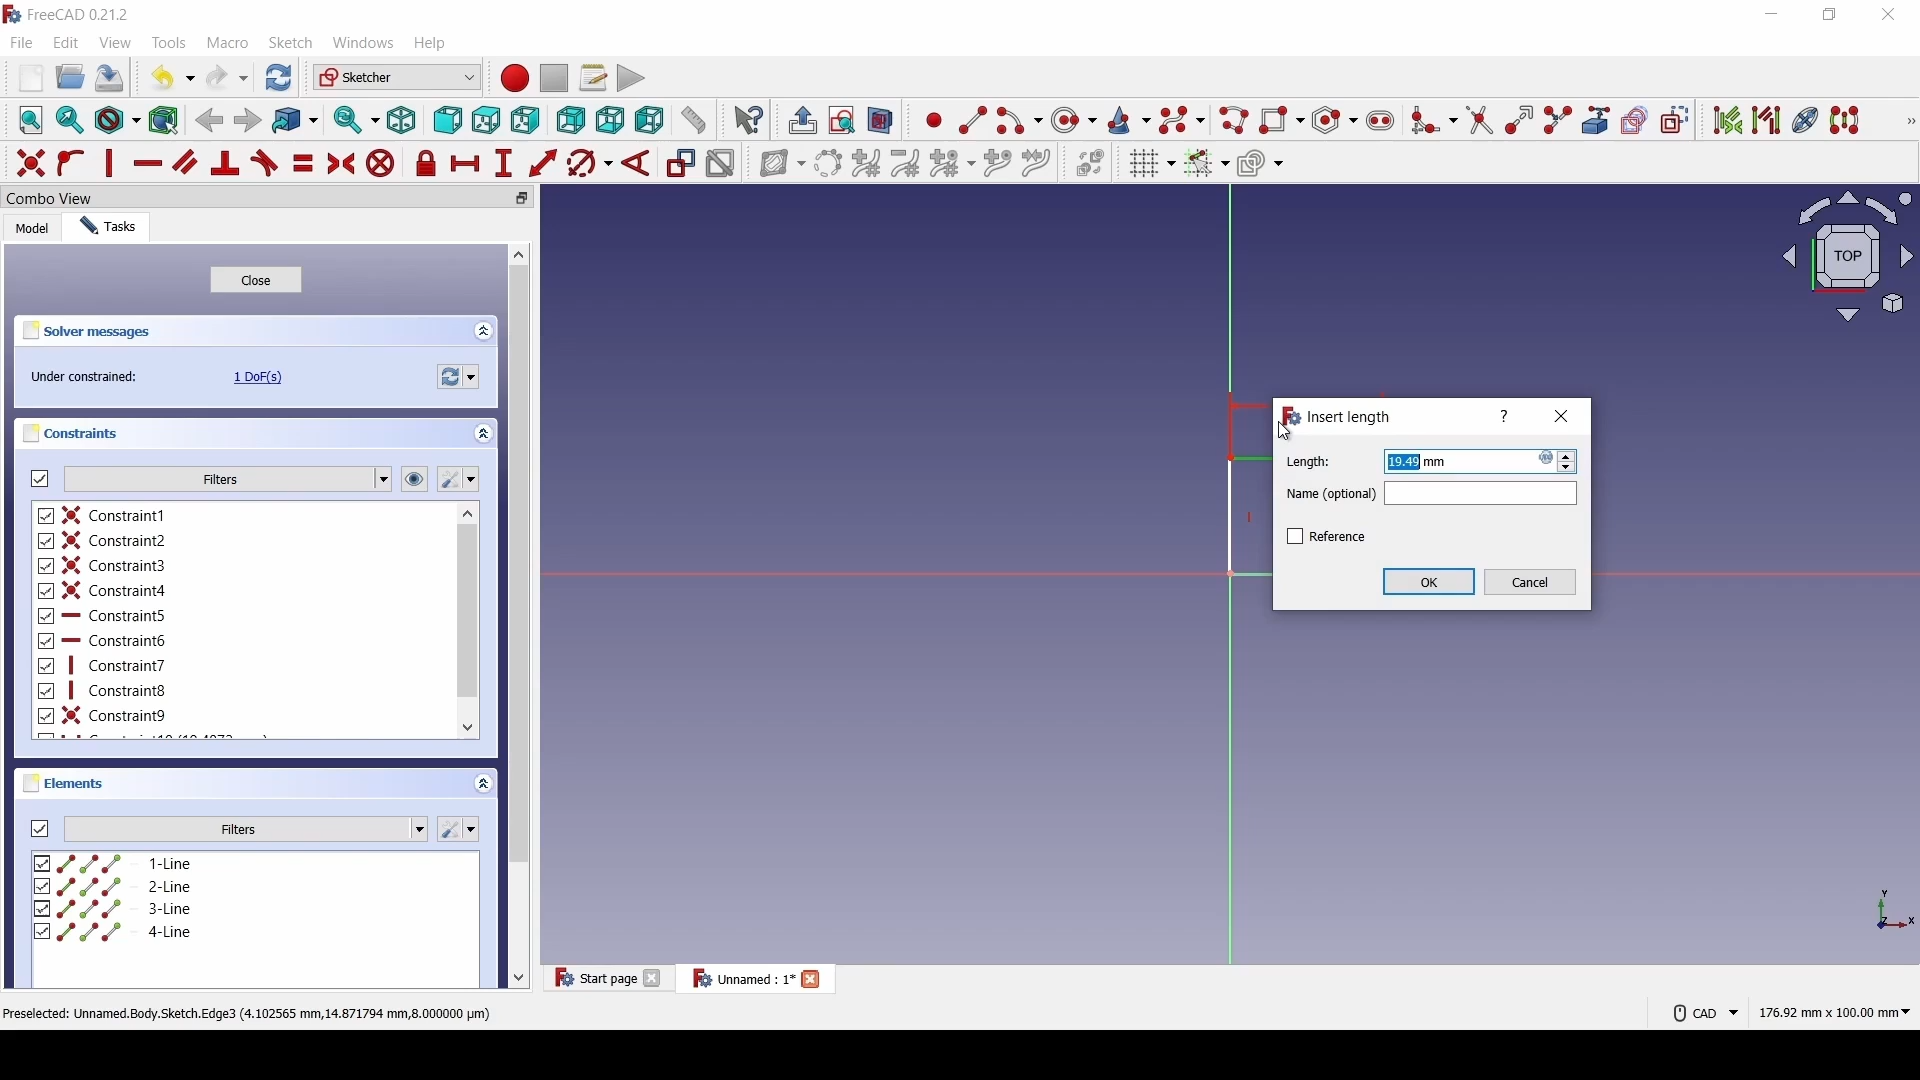 FreeCAD 0.21.2
File Edit View Tools Macro Sketch Windows Help
Sketcher
Combo View
Model Tasks
Close
Solver messages
Under constrained: 1 DoF(s)
Constraints
Filters
Constraint1
Constraint2
Constraint3
Constraint4
Constraint5
Constraint6
Constraint7
Constraint8
Constraint9
Elements
Filters
1-Line
2-Line
3-Line
4-Line
TOP
Insert length ?
Length: 19.49 mm
Name (optional)
Reference
OK Cancel
Y
Z X
Start page Unnamed : 1*
Preselected: Unnamed.Body.Sketch.Edge3 (4.102565 mm,14.871794 mm,8.000000 μm)
CAD 176.92 mm x 100.00 mm